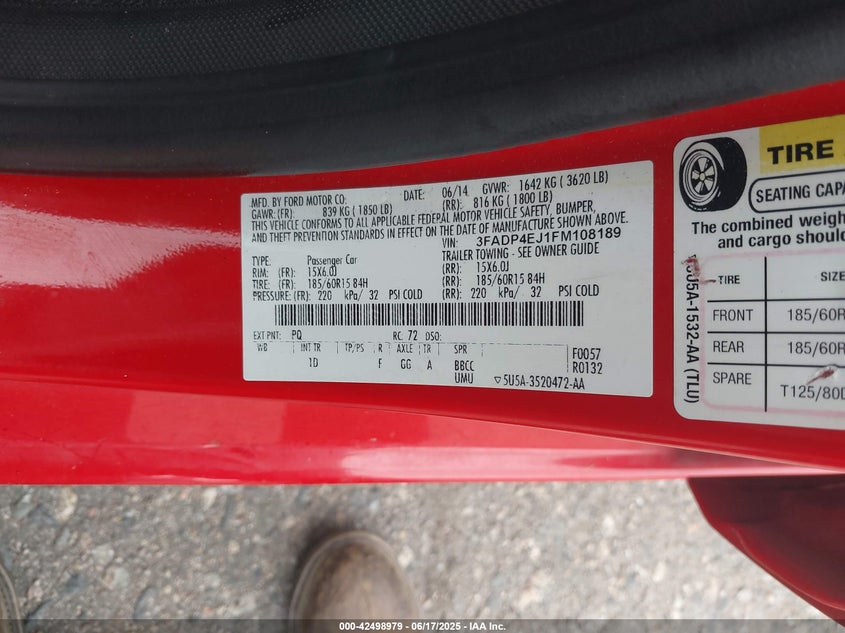 MFD. BY FORD MOTOR CO. DATE: 06/14 GVWR: 1642 KG ( 3620 LB)
GAWR: (FR): 839 KG ( 1850 LB) (RR): 816 KG ( 1800 LB)
THIS VEHICLE CONFORMS TO ALL APPLICABLE FEDERAL MOTOR VEHICLE SAFETY, BUMPER,
AND THEFT PREVENTION STANDARDS IN EFFECT ON THE DATE OF MANUFACTURE SHOWN ABOVE.
VIN: 3FADP4EJ1FM108189
TYPE: Passenger Car TRAILER TOWING - SEE OWNER GUIDE
RIM: (FR) 15X6.0J (RR): 15X6.0J
TIRE: (FR) 185/60R15 84H (RR): 185/60R15 84H
PRESSURE: (FR): 220 kPa/ 32 PSI COLD (RR): 220 kPa/ 32 PSI COLD
EXT PNT: PQ RC: 72 DSO:
WB INT TR TP/PS R AXLE TR SPR F0057
1D F GG A BBCC R0132
UMU 5U5A-3520472-AA
TIRE
SEATING CAPA
The combined weigh
and cargo shoul
TIRE SIZE
FRONT 185/60R
REAR 185/60R
SPARE T125/80D
5U5A-1532-AA (TLU)
000-42498979 — 06/17/2025 — IAA Inc.